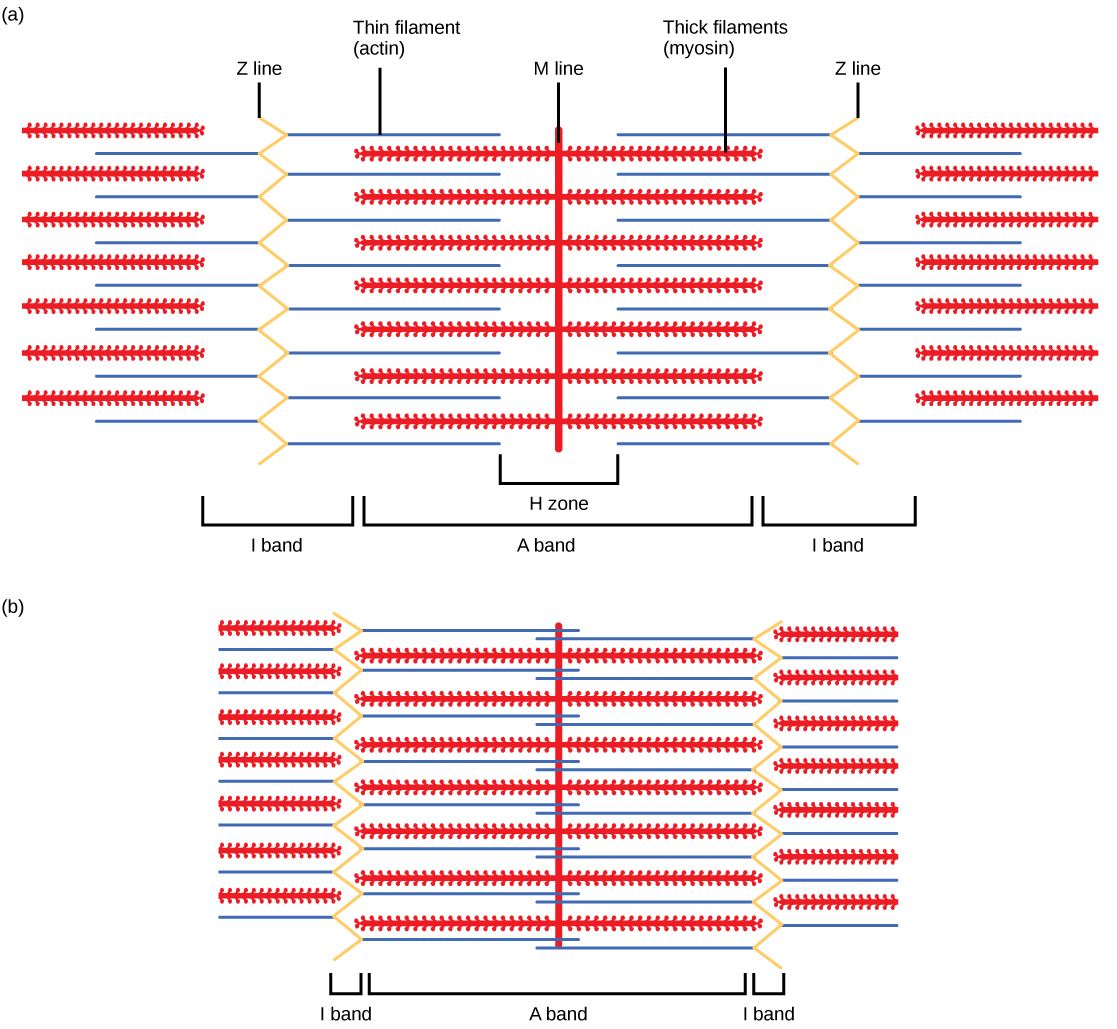 (a)
Thin filament
(actin)
Thick filaments
(myosin)
Z line
M line
Z line
H zone
I band
A band
I band
(b)
I band
A band
I band